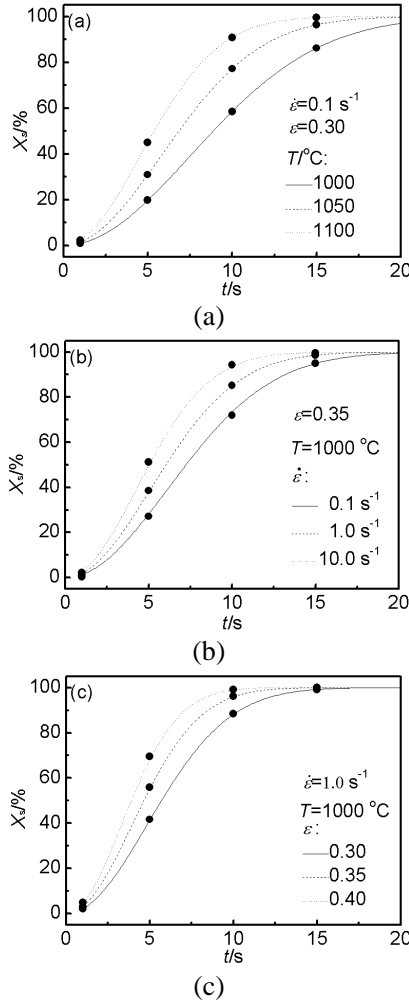 (a)
100
80
60
40
20
0
Xs/%
ε̇=0.1 s-1
ε=0.30
T/oC:
1000
1050
1100
0 5 10 15 20
t/s
(a)
(b)
100
80
60
40
20
0
Xs/%
ε=0.35
T=1000 oC
ε̇:
0.1 s-1
1.0 s-1
10.0 s-1
0 5 10 15 20
t/s
(b)
(c)
100
80
60
40
20
0
Xs/%
ε̇=1.0 s-1
T=1000 oC
ε:
0.30
0.35
0.40
0 5 10 15 20
t/s
(c)